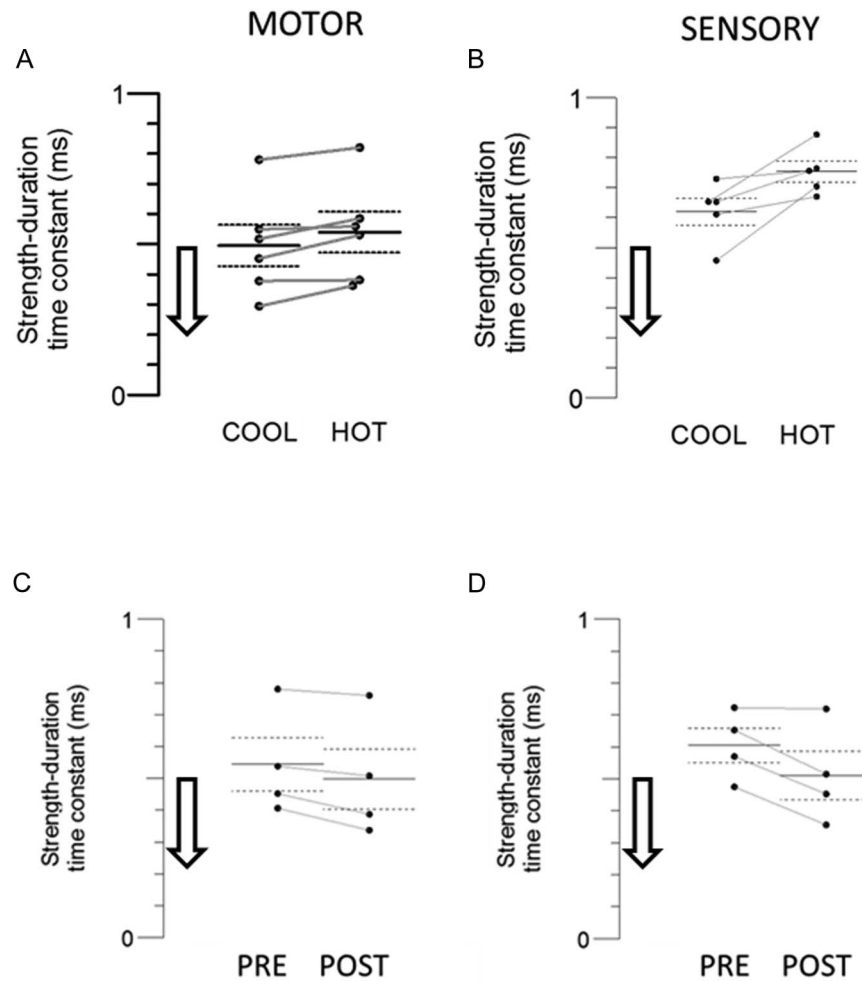 MOTOR
SENSORY
A
B
1
Strength-duration
time constant (ms)
0
COOL HOT
1
Strength-duration
time constant (ms)
0
COOL HOT
C
D
1
Strength-duration
time constant (ms)
0
PRE POST
1
Strength-duration
time constant (ms)
0
PRE POST